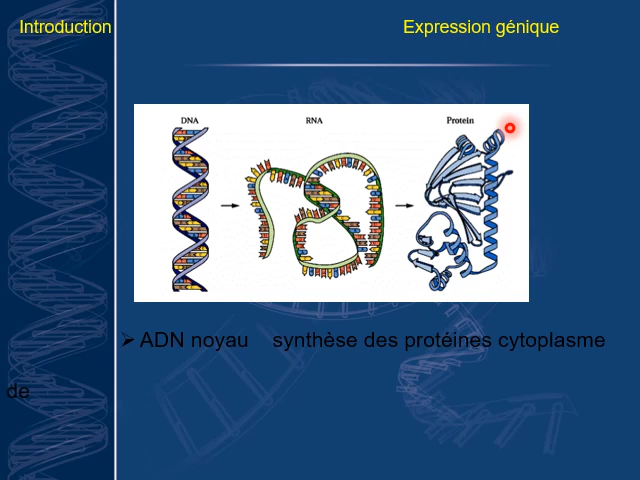 Introduction
Expression génique
DNA
RNA
Protein
ADN noyau synthèse des protéines cytoplasme
de